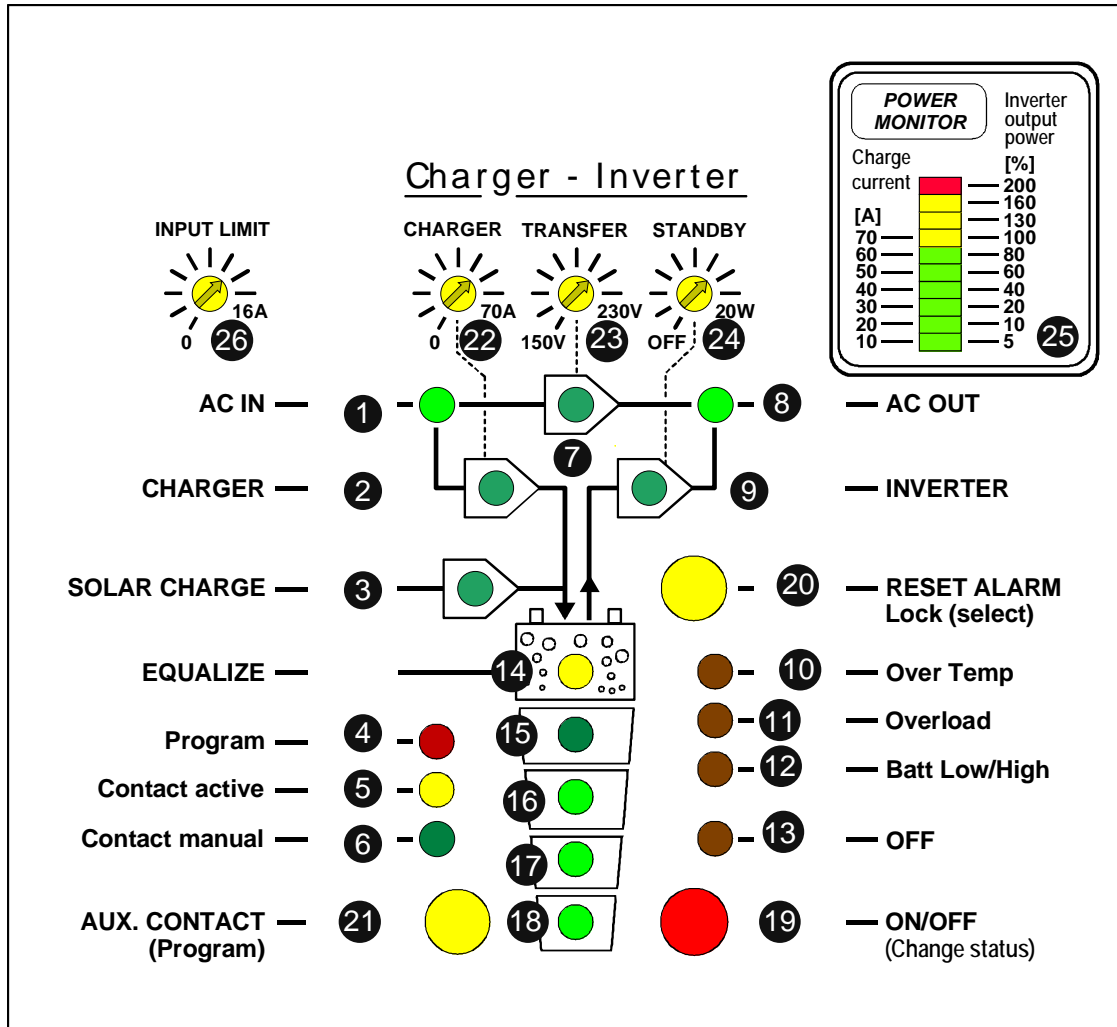 POWER MONITOR
Inverter output power
[%]
Charge current
[A]
200
160
130
70 100
60 80
50 60
40 40
30 20
20 10
10 5
25
Charger - Inverter
INPUT LIMIT
0 16A
26
CHARGER
0 70A
22
TRANSFER
150V 230V
23
STANDBY
OFF 20W
24
AC IN 1
7
8 AC OUT
CHARGER 2
9 INVERTER
SOLAR CHARGE 3
20 RESET ALARM
Lock (select)
EQUALIZE 14
10 Over Temp
Program 4
15
11 Overload
Contact active 5
16
12 Batt Low/High
Contact manual 6
17
13 OFF
AUX. CONTACT 21
(Program)
18
19 ON/OFF
(Change status)